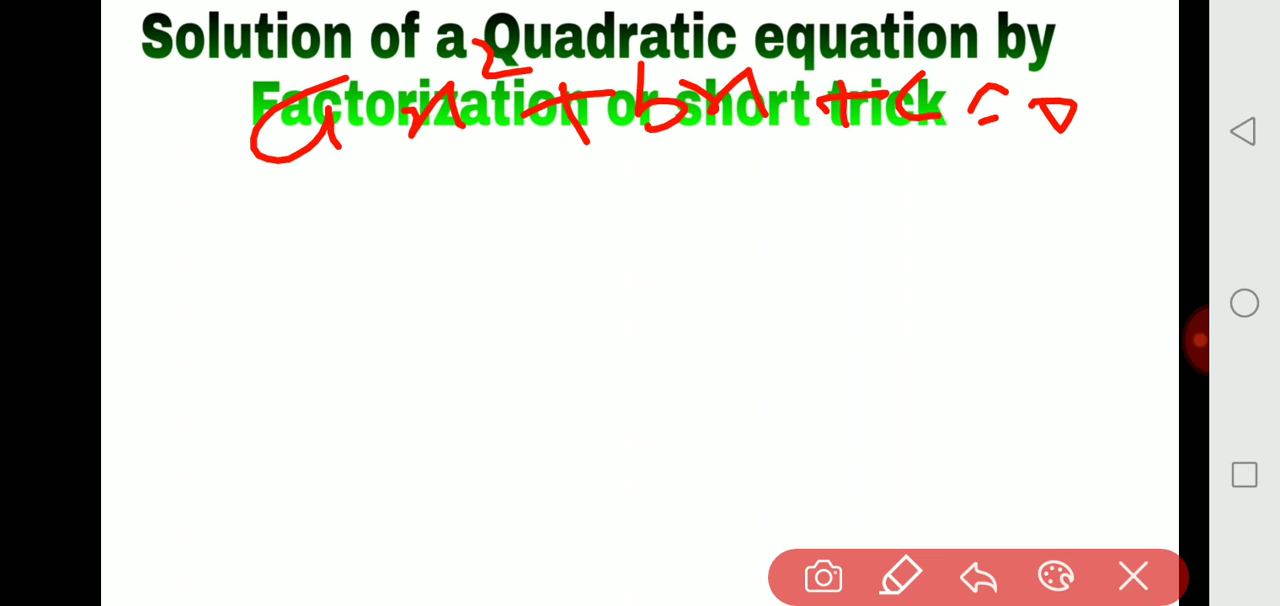 Solution of a Quadratic equation by
Factorization or short trick
ax²+bx+c=0